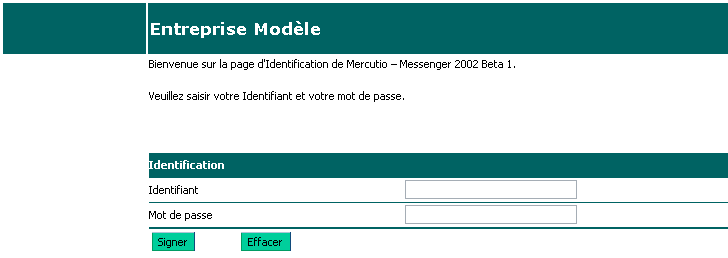 Entreprise Modèle
Bienvenue sur la page d'Identification de Mercutio – Messenger 2002 Beta 1.
Veuillez saisir votre Identifiant et votre mot de passe.
Identification
Identifiant
Mot de passe
Signer Effacer